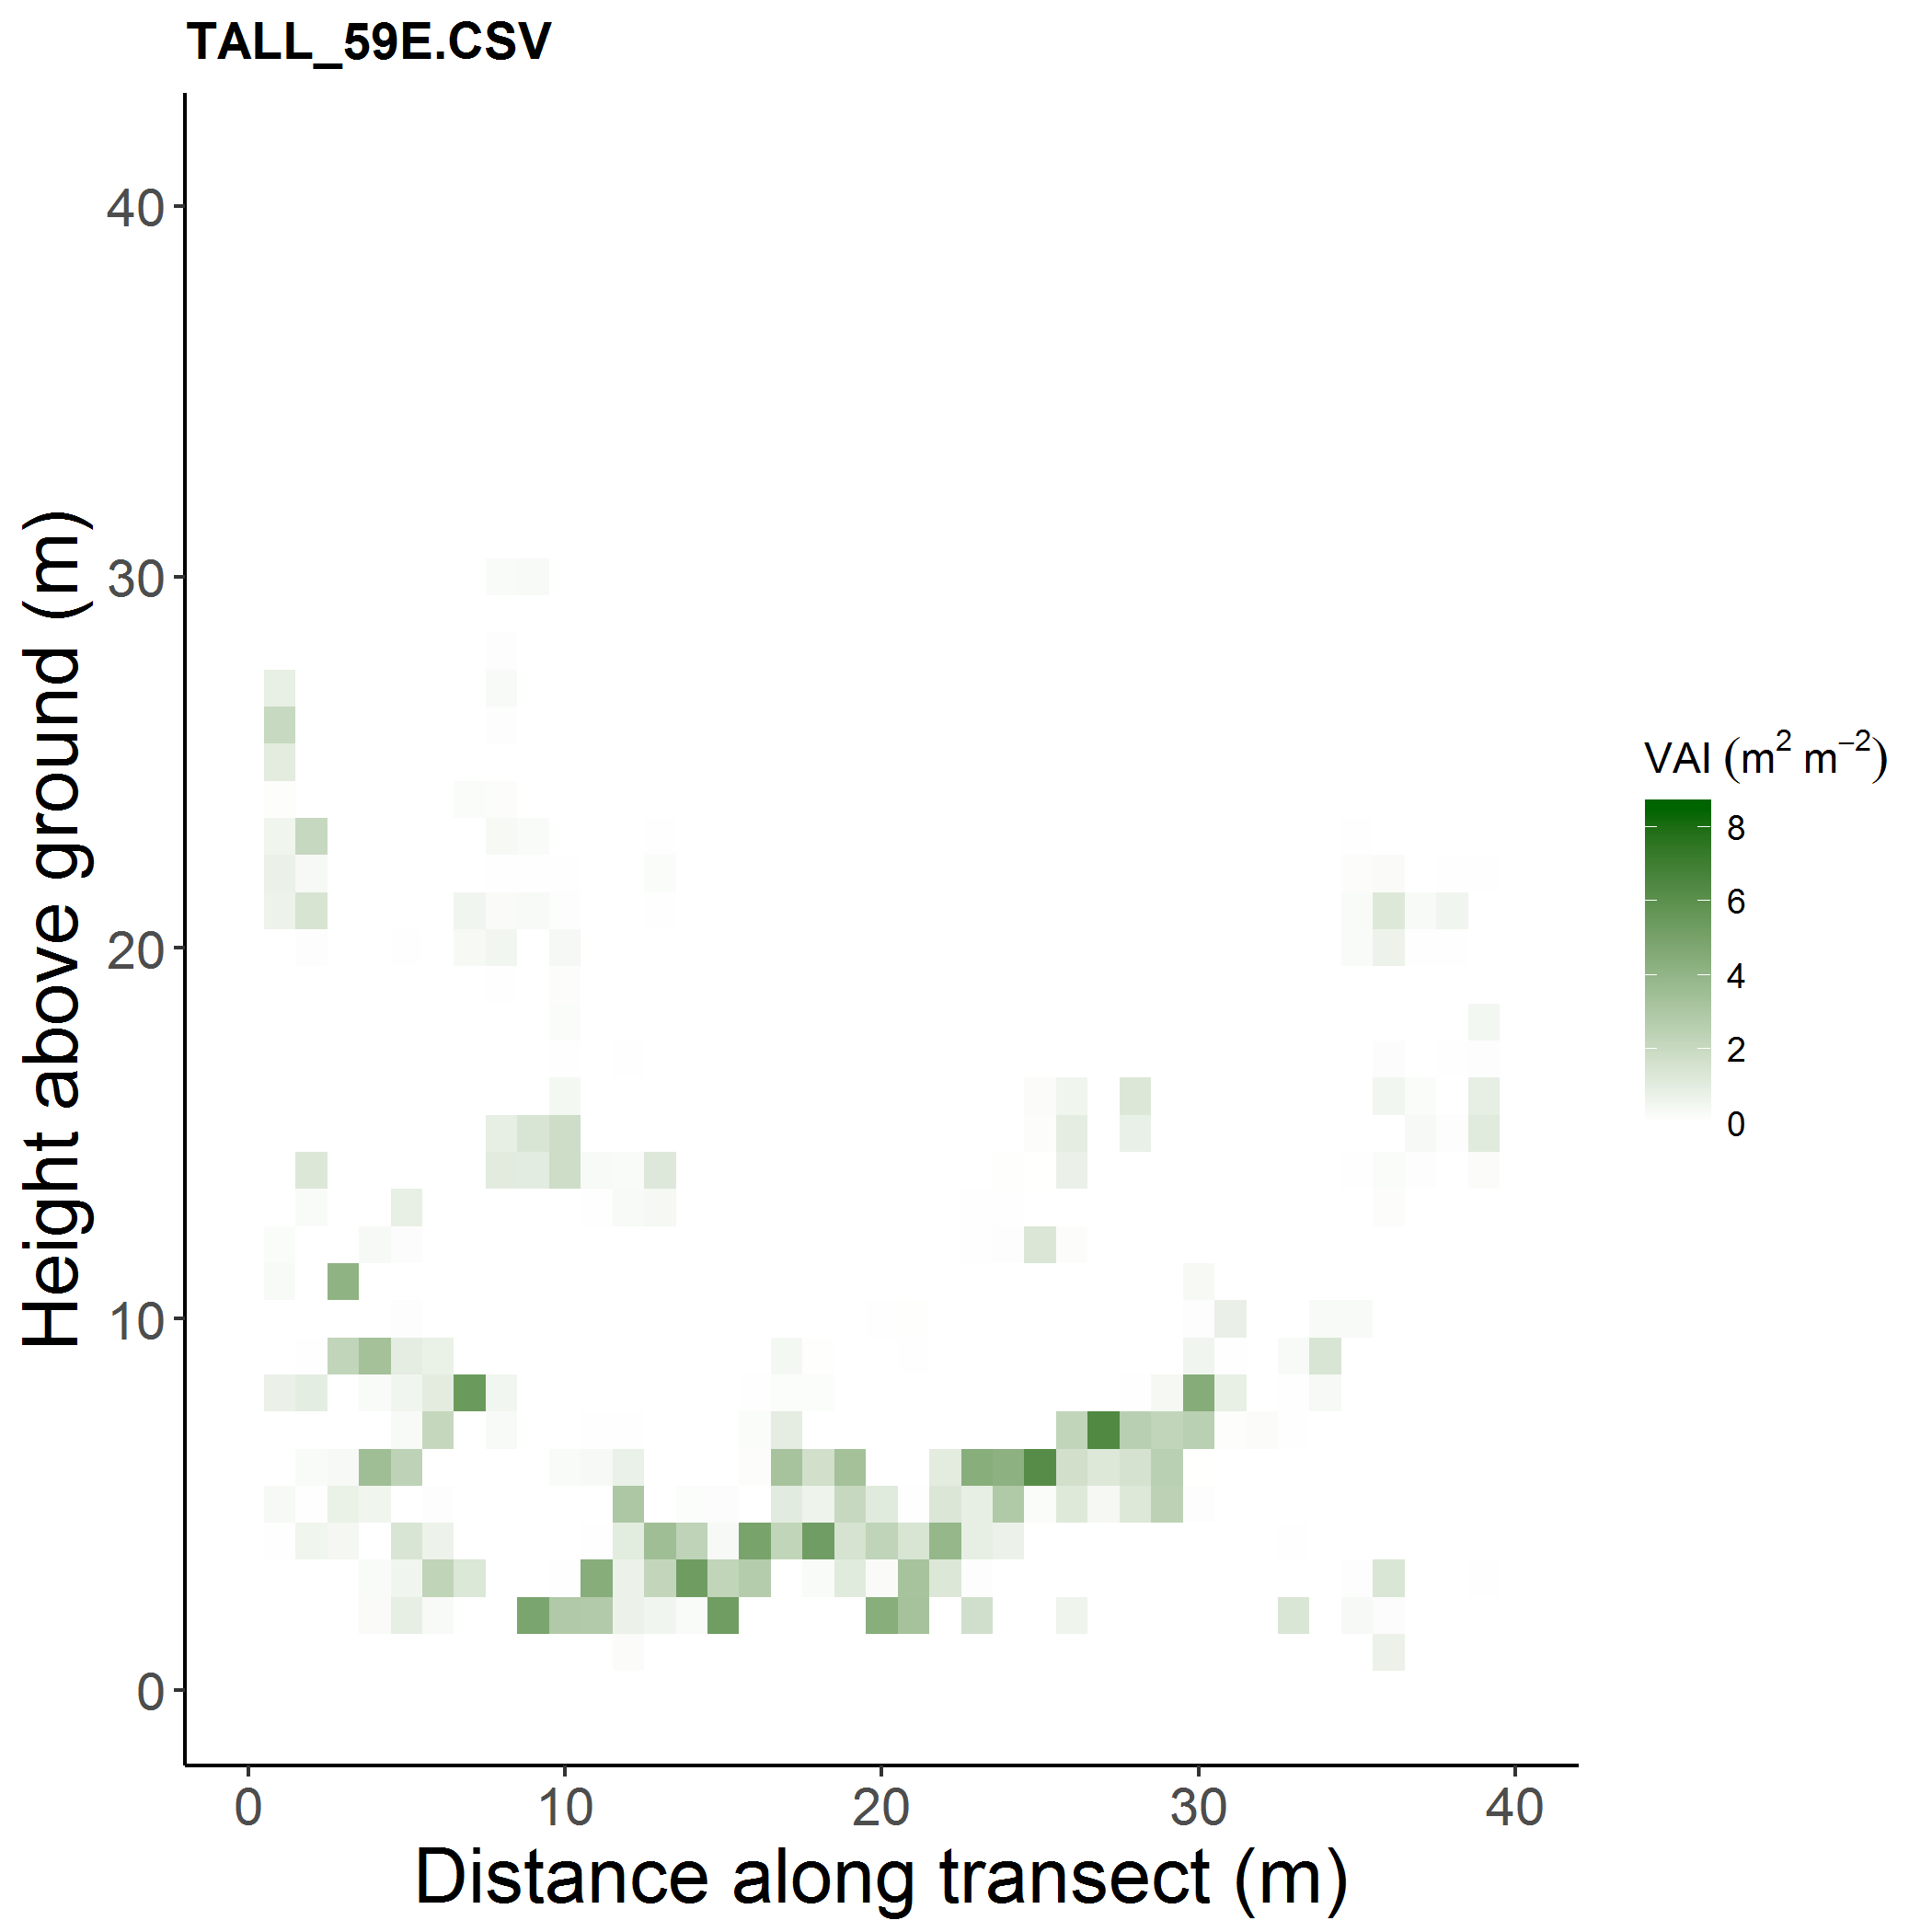 TALL_59E.CSV
Height above ground (m)
40
30
20
10
0
0 10 20 30 40
Distance along transect (m)
VAI (m² m⁻²)
8
6
4
2
0